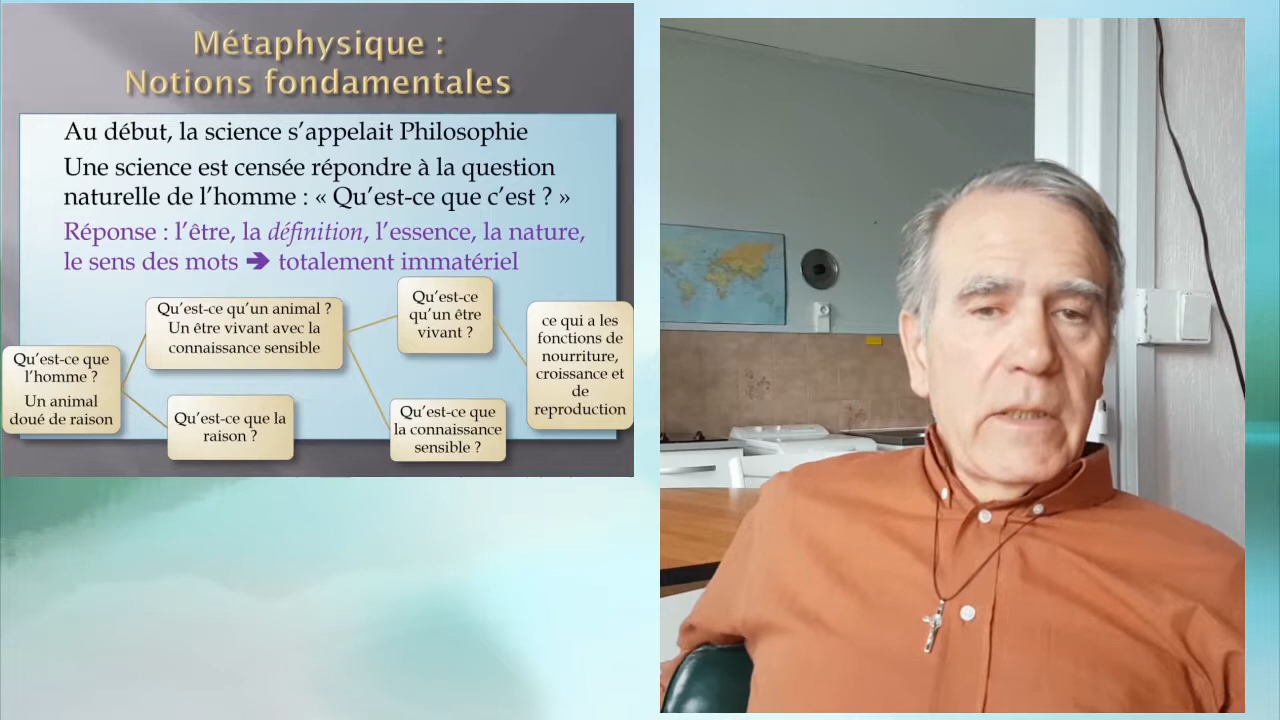 Métaphysique :
Notions fondamentales
Au début, la science s’appelait Philosophie
Une science est censée répondre à la question
naturelle de l’homme : « Qu’est-ce que c’est ? »
Réponse : l’être, la définition, l’essence, la nature,
le sens des mots ➔ totalement immatériel
Qu’est-ce que
l’homme ?
Un animal
doué de raison
Qu’est-ce qu’un animal ?
Un être vivant avec la
connaissance sensible
Qu’est-ce que la
raison ?
Qu’est-ce
qu’un être
vivant ?
Qu’est-ce que
la connaissance
sensible ?
ce qui a les
fonctions de
nourriture,
croissance et
de
reproduction